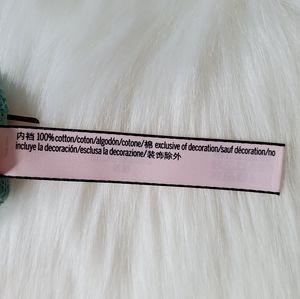 内裆 100%cotton/coton/algodón/cotone/棉 exclusive of decoration/sauf décoration/no
incluye la decoración/esclusa la decorazione/装饰除外